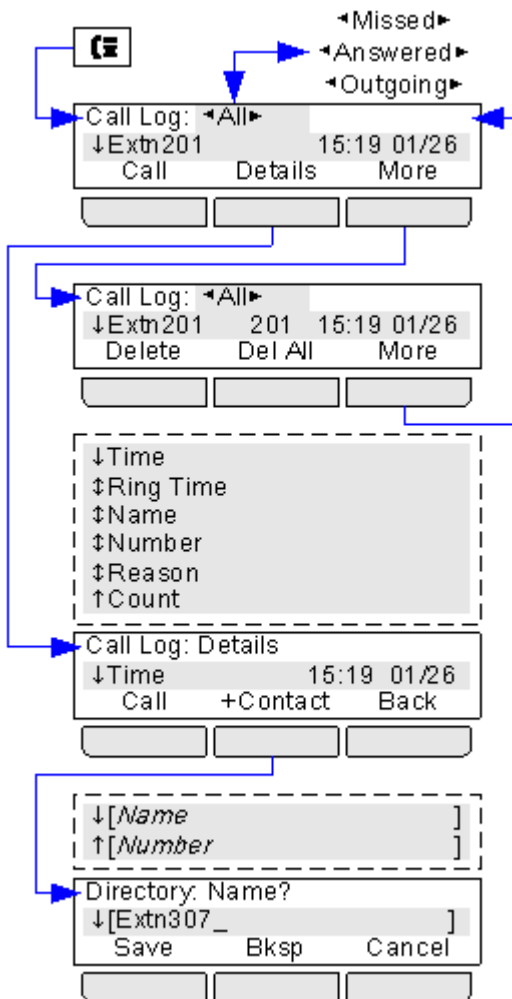 ◂Missed▸
◂Answered▸
◂Outgoing▸
Call Log: ◂All▸
↓Extn201 15:19 01/26
Call Details More
Call Log: ◂All▸
↓Extn201 201 15:19 01/26
Delete Del All More
↓Time
↕Ring Time
↕Name
↕Number
↕Reason
↑Count
Call Log: Details
↓Time 15:19 01/26
Call +Contact Back
↓[Name ]
↑[Number ]
Directory: Name?
↓[Extn307_ ]
Save Bksp Cancel